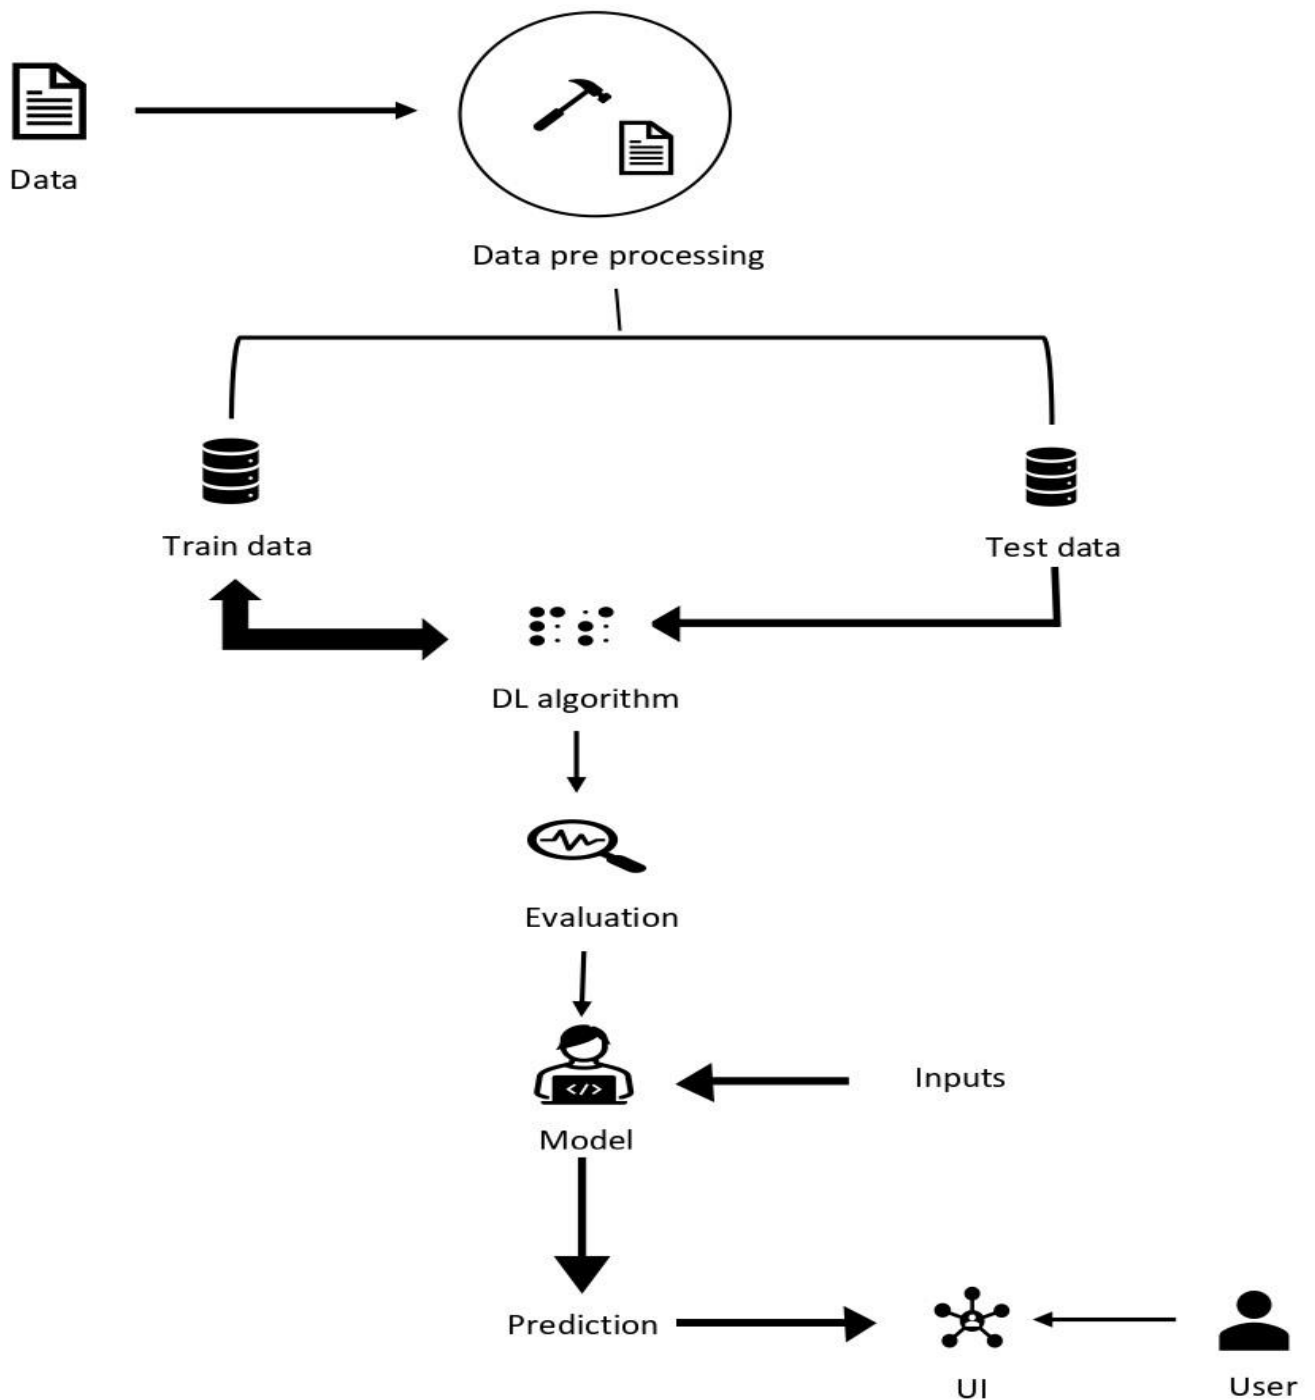 Data
Data pre processing
Train data
Test data
DL algorithm
Evaluation
</>
Inputs
Model
Prediction
UI
User